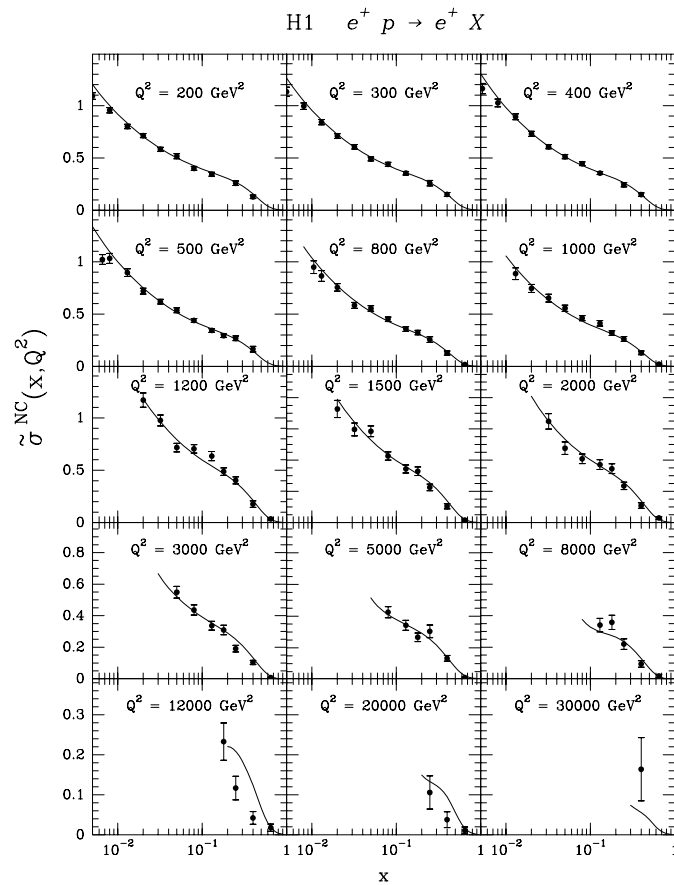 H1 e⁺ p → e⁺ X
Q² = 200 GeV²
Q² = 300 GeV²
Q² = 400 GeV²
1
0.5
0
Q² = 500 GeV²
Q² = 800 GeV²
Q² = 1000 GeV²
1
0.5
0
σ̃ᴺᶜ(x,Q²)
Q² = 1200 GeV²
Q² = 1500 GeV²
Q² = 2000 GeV²
1
0.5
0
Q² = 3000 GeV²
Q² = 5000 GeV²
Q² = 8000 GeV²
0.8
0.6
0.4
0.2
0
Q² = 12000 GeV²
Q² = 20000 GeV²
Q² = 30000 GeV²
0.3
0.2
0.1
0
10⁻² 10⁻¹ 1 10⁻² 10⁻¹ 1 10⁻² 10⁻¹ 1
x